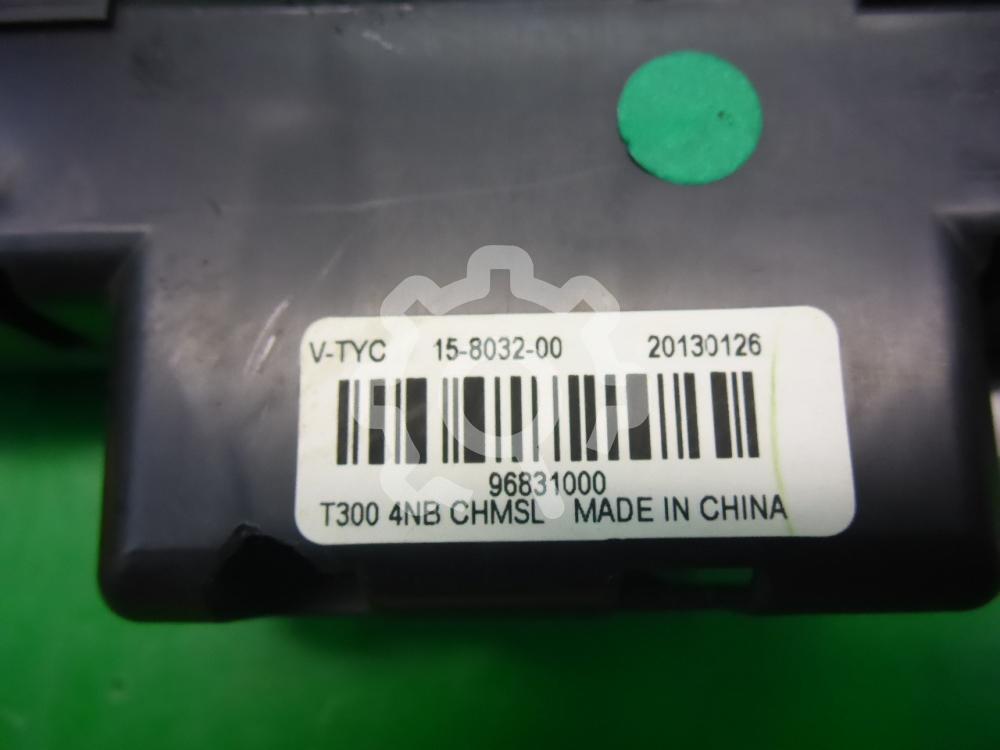 V-TYC 15-8032-00 20130126
96831000
T300 4NB CHMSL MADE IN CHINA